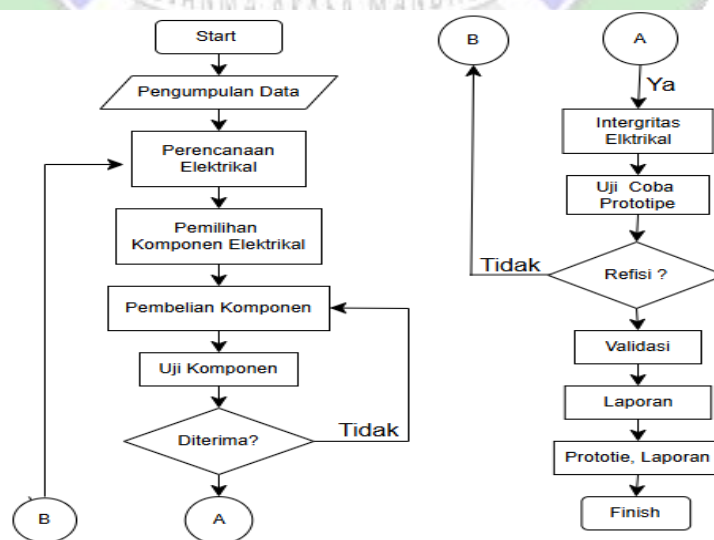 Start
Pengumpulan Data
Perencanaan
Elektrikal
Pemilihan
Komponen Elektrikal
Pembelian Komponen
Uji Komponen
Diterima?
Tidak
B
A
B
A
Ya
Intergritas
Elktrikal
Uji Coba
Prototipe
Tidak
Refisi ?
Validasi
Laporan
Prototie, Laporan
Finish